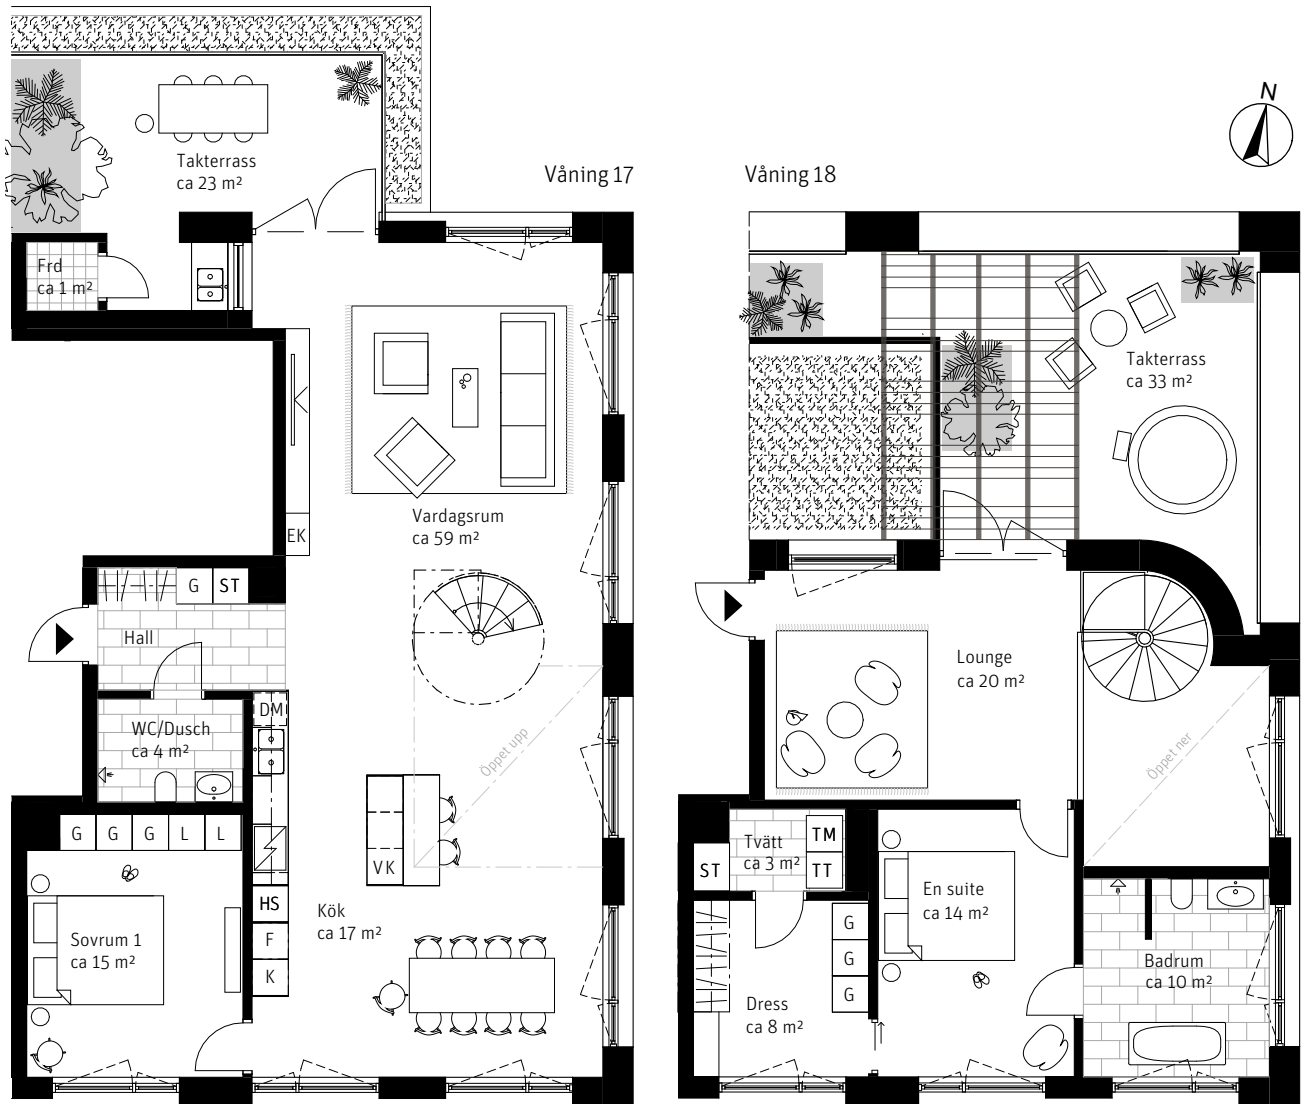 N
Våning 17
Våning 18
Takterrass
ca 23 m²
Frd
ca 1 m²
EK
Vardagsrum
ca 59 m²
G
ST
Hall
DM
WC/Dusch
ca 4 m²
Öppet upp
G
G
G
L
L
VK
HS
F
K
Kök
ca 17 m²
Sovrum 1
ca 15 m²
Takterrass
ca 33 m²
Lounge
ca 20 m²
Öppet ner
Tvätt
ca 3 m²
TM
TT
ST
En suite
ca 14 m²
G
G
G
Dress
ca 8 m²
Badrum
ca 10 m²